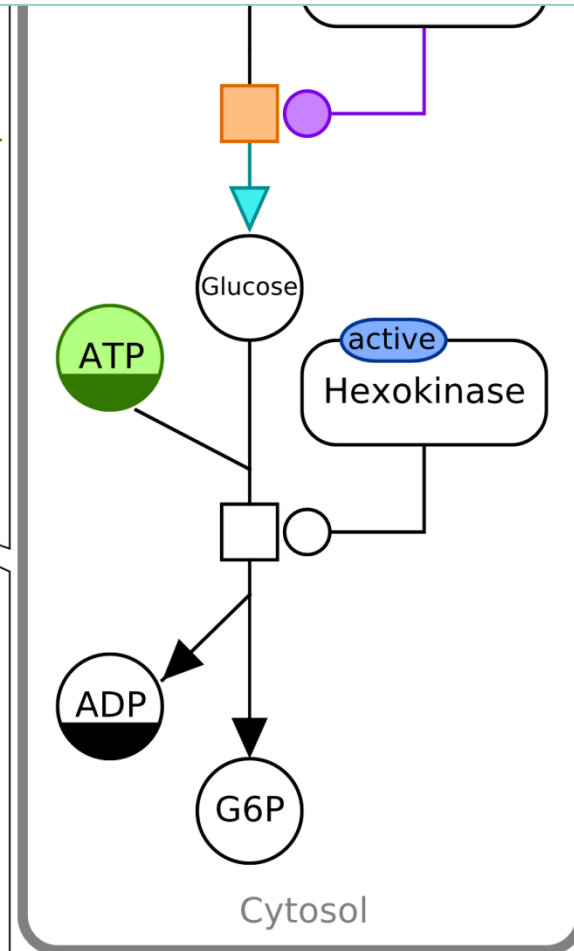 Glucose
ATP
active
Hexokinase
ADP
G6P
Cytosol